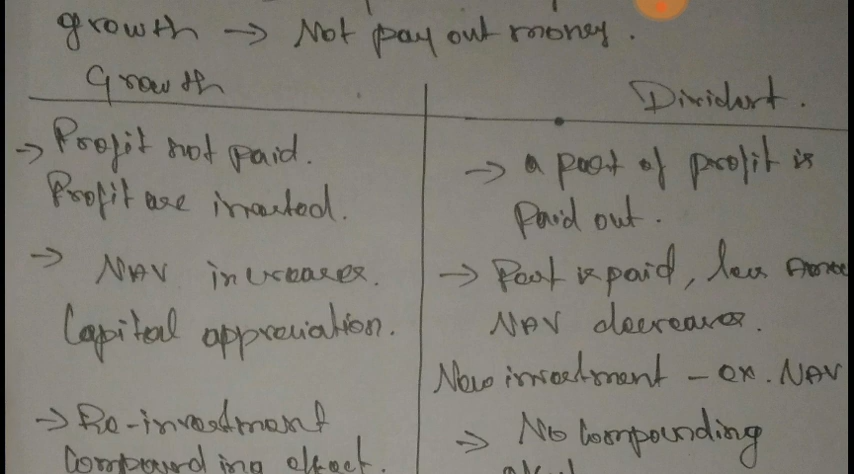 growth → Not pay out money.
Growth
→ Profit not paid.
Profit are invested.
→ NAV increases.
Capital appreciation.
→ Re-investment
Compounding effect.
Dividend.
→ a part of profit is
Paid out.
→ Part is paid, less
NAV decreases.
New investment - ex. NAV
→ No Compounding